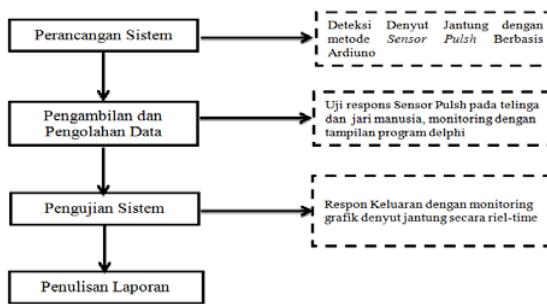 Perancangan Sistem
Deteksi Denyut Jantung dengan
metode Sensor Pulsh Berbasis
Ardiuno
Pengambilan dan
Pengolahan Data
Uji respons Sensor Pulsh pada telinga
dan jari manusia, monitoring dengan
tampilan program delphi
Pengujian Sistem
Respon Keluaran dengan monitoring
grafik denyut jantung secara riel-time
Penulisan Laporan